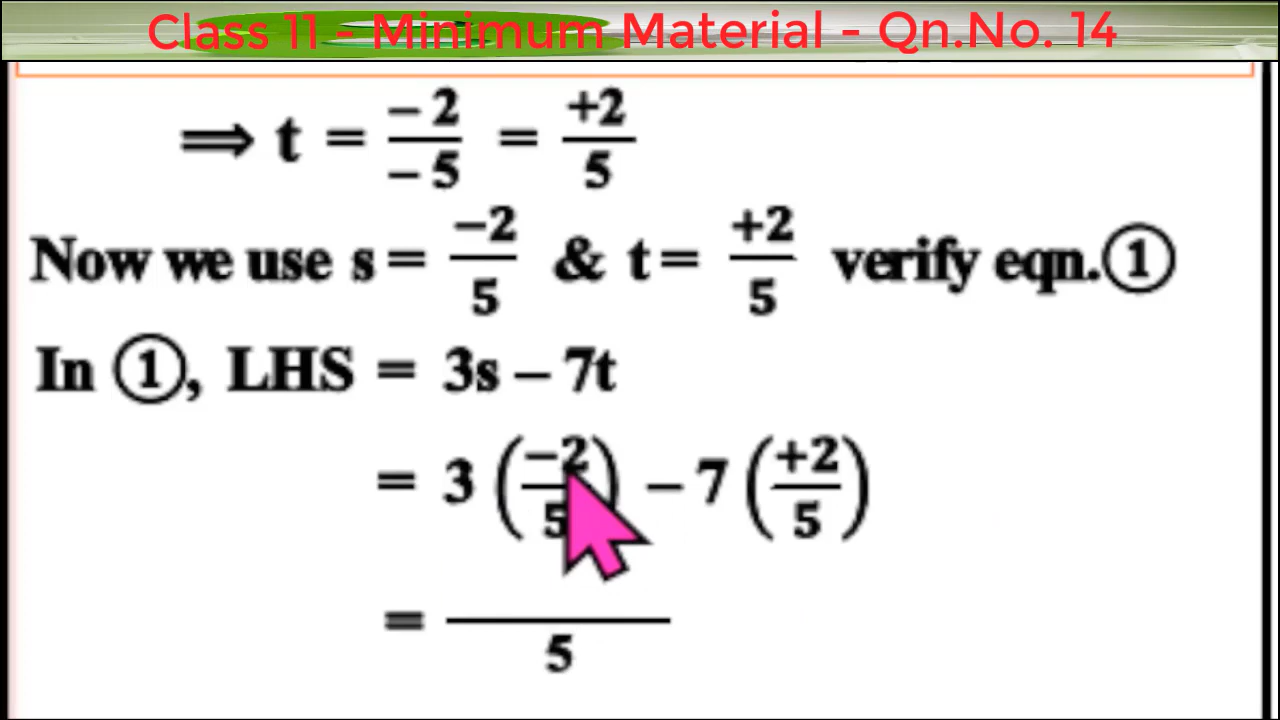 Class 11 - Minimum Material - Qn.No. 14
⟹ t = − 2 / − 5 = +2 / 5
Now we use s = −2 / 5 & t = +2 / 5 verify eqn. ①
In ①, LHS = 3s − 7t
= 3 (−2 / 5) − 7 (+2 / 5)
= / 5